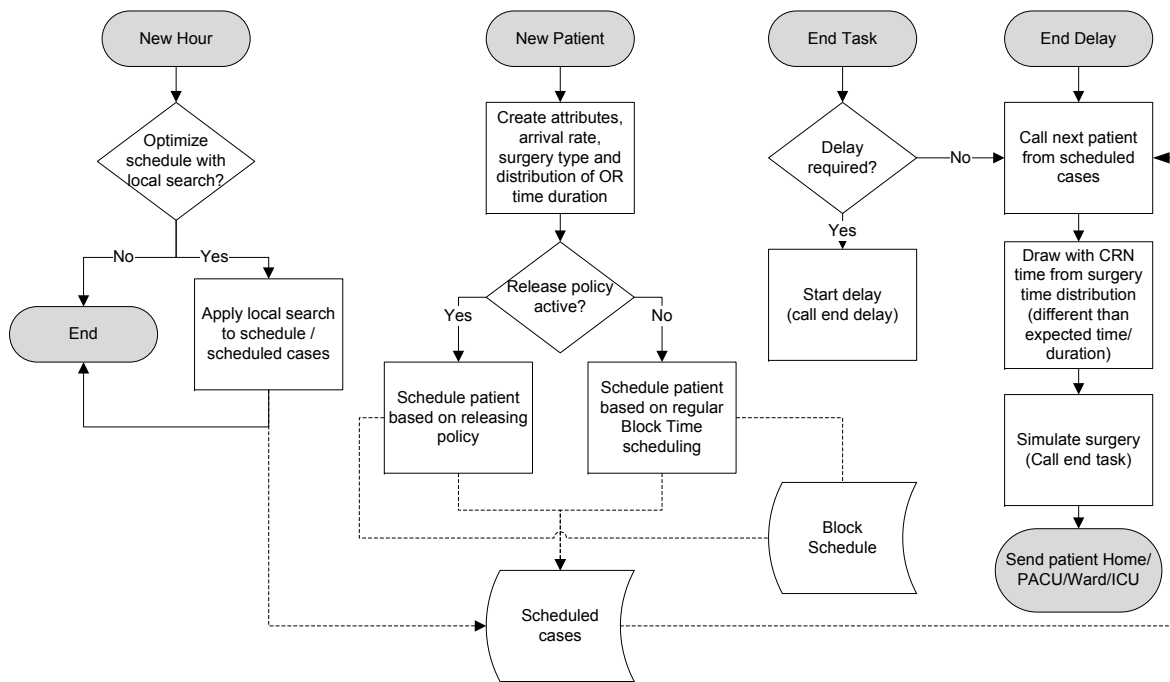 New Hour
New Patient
End Task
End Delay
Optimize
schedule with
local search?
Create attributes,
arrival rate,
surgery type and
distribution of OR
time duration
Delay
required?
No
Call next patient
from scheduled
cases
No
Yes
Yes
Release policy
active?
Yes
No
Start delay
(call end delay)
Draw with CRN
time from surgery
time distribution
(different than
expected time/
duration)
End
Apply local search
to schedule /
scheduled cases
Schedule patient
based on releasing
policy
Schedule patient
based on regular
Block Time
scheduling
Simulate surgery
(Call end task)
Block
Schedule
Send patient Home/
PACU/Ward/ICU
Scheduled
cases